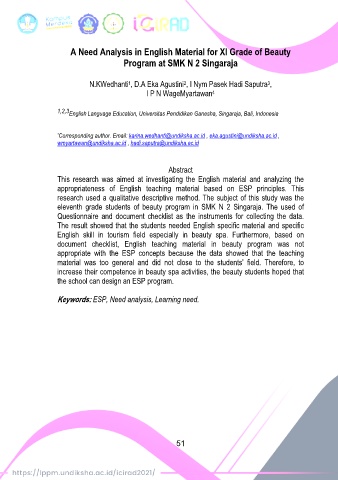 iCiRAD
A Need Analysis in English Material for XI Grade of Beauty
Program at SMK N 2 Singaraja
N.KWedhanti¹, D.A Eka Agustini², I Nym Pasek Hadi Saputra³,
I P N WageMyartawan⁴
1,2,3English Language Education, Universitas Pendidikan Ganesha, Singaraja, Bali, Indonesia
*Corresponding author. Email: karina.wedhanti@undiksha.ac.id , eka.agustini@undiksha.ac.id ,
wmyartawan@undiksha.ac.id , hadi.saputra@undiksha.ac.id
Abstract
This research was aimed at investigating the English material and analyzing the
appropriateness of English teaching material based on ESP principles. This
research used a qualitative descriptive method. The subject of this study was the
eleventh grade students of beauty program in SMK N 2 Singaraja. The used of
Questionnaire and document checklist as the instruments for collecting the data.
The result showed that the students needed English specific material and specific
English skill in tourism field especially in beauty spa. Furthermore, based on
document checklist, English teaching material in beauty program was not
appropriate with the ESP concepts because the data showed that the teaching
material was too general and did not close to the students' field. Therefore, to
increase their competence in beauty spa activities, the beauty students hoped that
the school can design an ESP program.
Keywords: ESP, Need analysis, Learning need.
51
https://lppm.undiksha.ac.id/icirad2021/